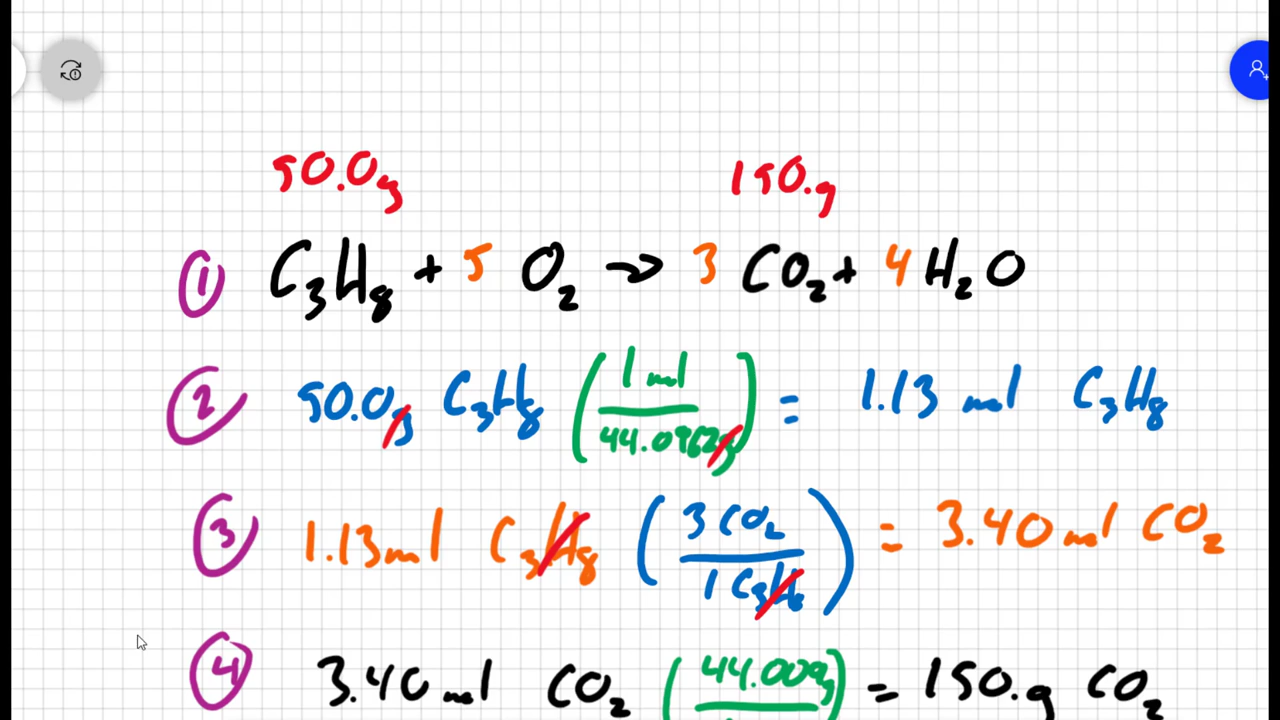 50.0g 150.g
① C₃H₈ + 5 O₂ → 3 CO₂ + 4 H₂O
② 50.0g C₃H₈ (1 mol / 44.0962g) = 1.13 mol C₃H₈
③ 1.13 mol C₃H₈ (3 CO₂ / 1 C₃H₈) = 3.40 mol CO₂
④ 3.40 mol CO₂ (44.009g = 150.g CO₂